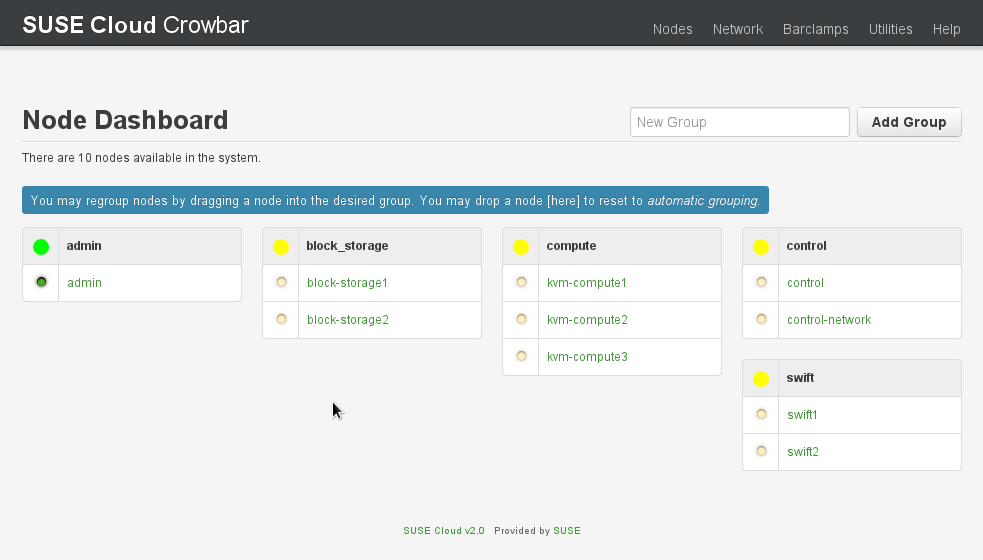 SUSE Cloud Crowbar
Nodes Network Barclamps Utilities Help
Node Dashboard
New Group
Add Group
There are 10 nodes available in the system.
You may regroup nodes by dragging a node into the desired group. You may drop a node [here] to reset to automatic grouping.
admin
admin
block_storage
block-storage1
block-storage2
compute
kvm-compute1
kvm-compute2
kvm-compute3
control
control
control-network
swift
swift1
swift2
SUSE Cloud v2.0 Provided by SUSE